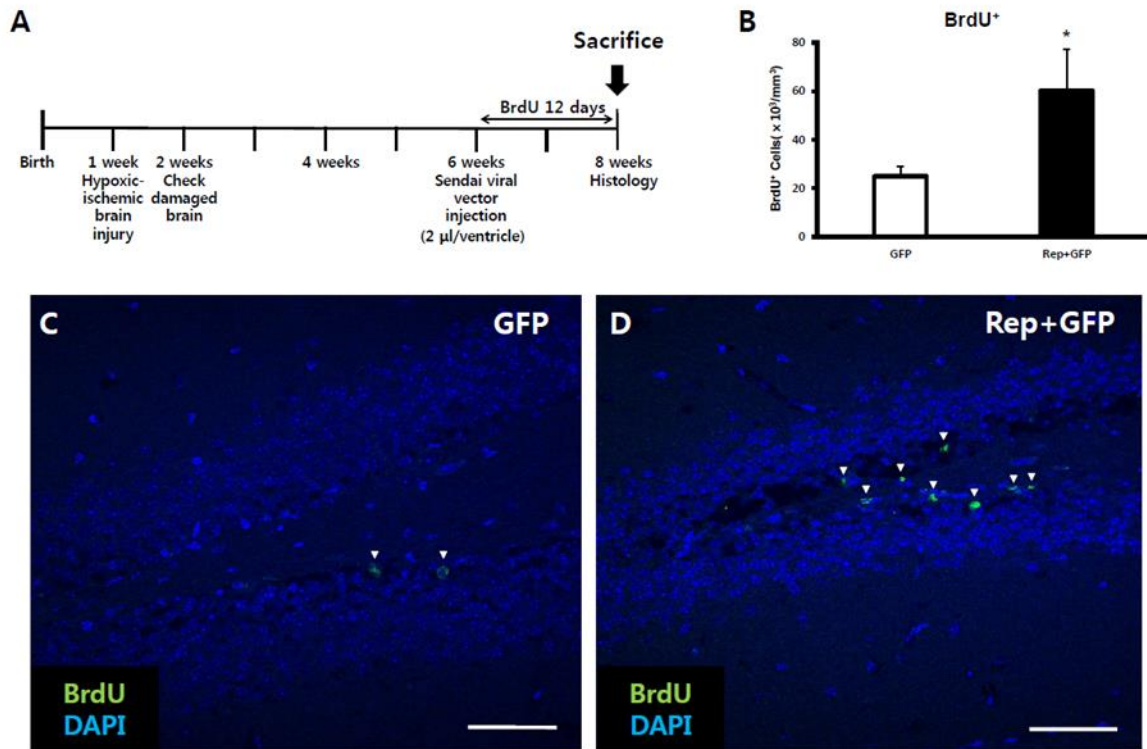 A
Sacrifice
BrdU 12 days
Birth
1 week
Hypoxic-
ischemic
brain
injury
2 weeks
Check
damaged
brain
4 weeks
6 weeks
Sendai viral
vector
injection
(2 µl/ventricle)
8 weeks
Histology
B
BrdU⁺
*
BrdU⁺ Cells( × 10³/mm³)
80
60
40
20
0
GFP
Rep+GFP
C
GFP
BrdU
DAPI
D
Rep+GFP
BrdU
DAPI